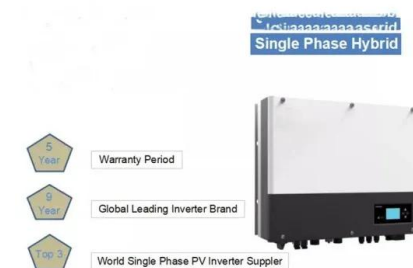 Single Phase Hybrid
5
Year
Warranty Period
9
Year
Global Leading Inverter Brand
Top 3
World Single Phase PV Inverter Suppler